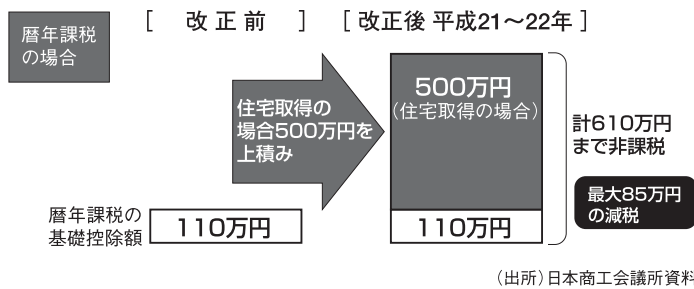 暦年課税
の場合
［ 改 正 前 ］
［ 改正後 平成21～22年 ］
住宅取得の
場合500万円を
上積み
500万円
（住宅取得の場合）
計610万円
まで非課税
最大85万円
の減税
暦年課税の
基礎控除額
110万円
110万円
（出所）日本商工会議所資料